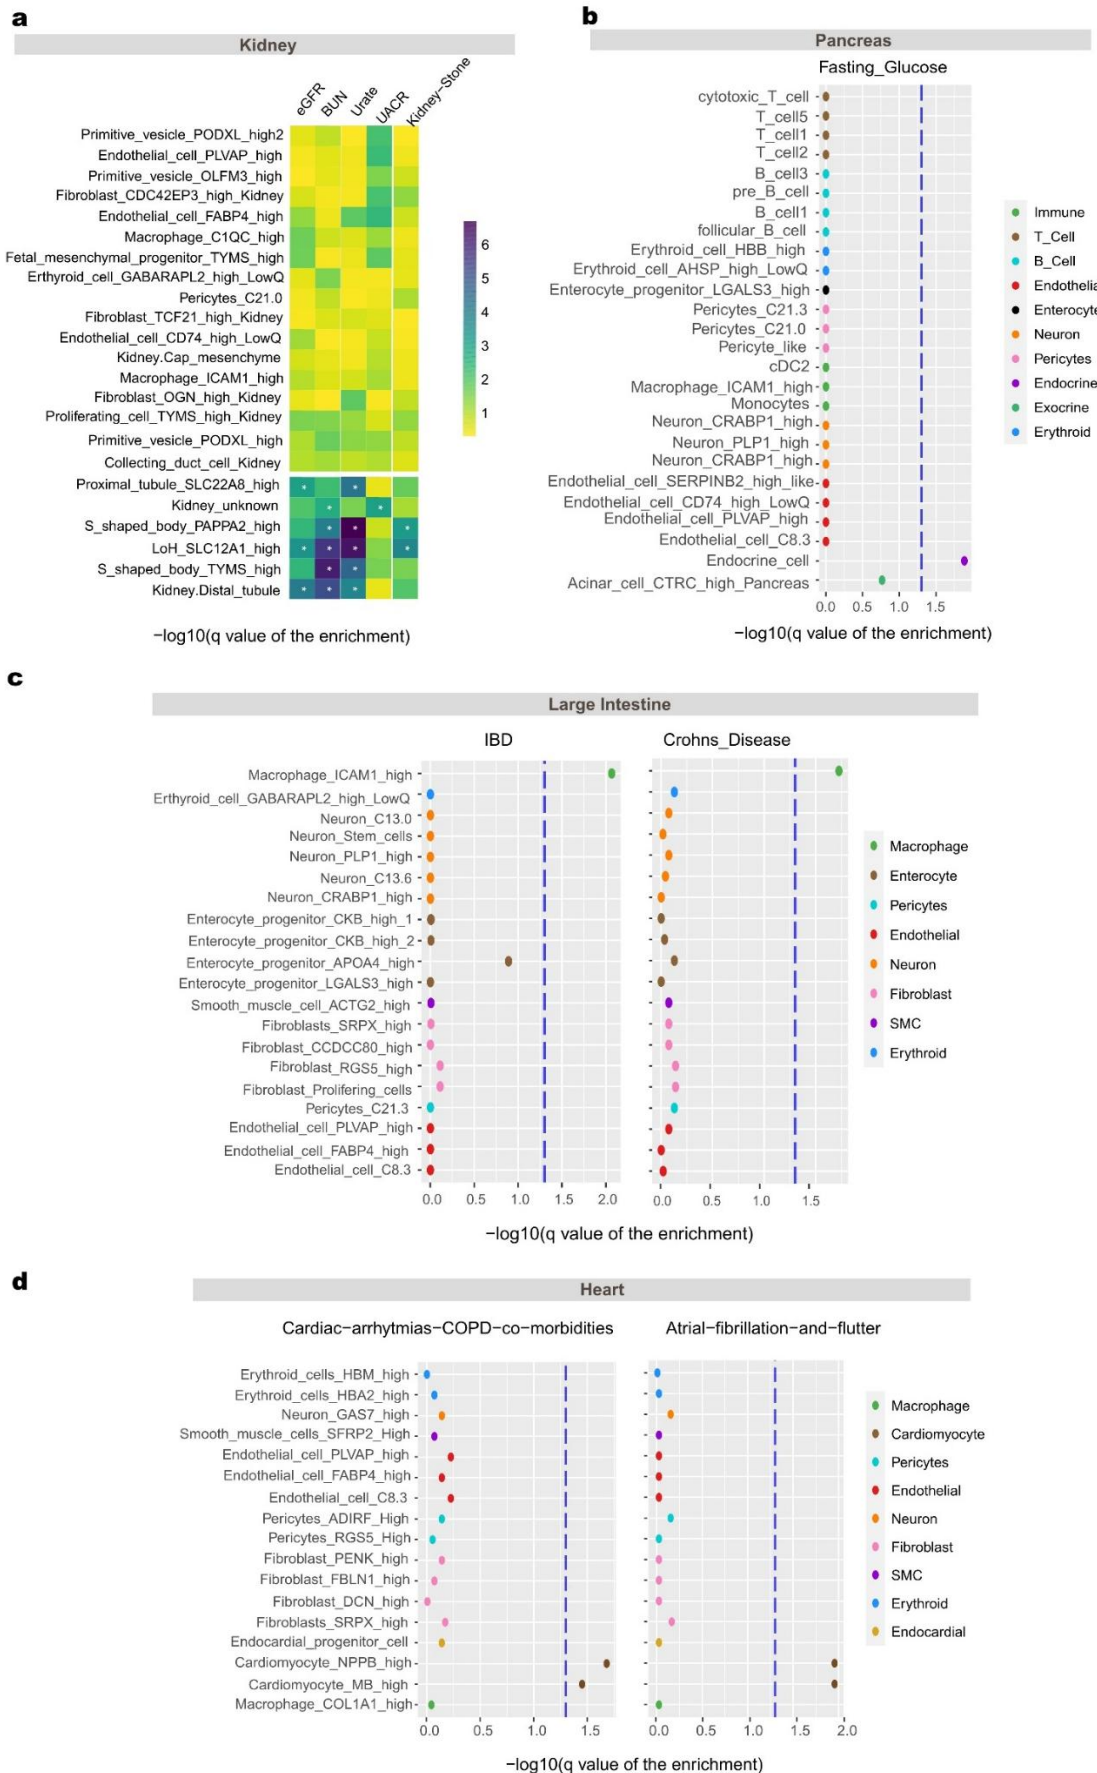 a
Kidney
eGFR
BUN
Urate
UACR
Kidney-Stone
Primitive_vesicle_PODXL_high2
Endothelial_cell_PLVAP_high
Primitive_vesicle_OLFM3_high
Fibroblast_CDC42EP3_high_Kidney
Endothelial_cell_FABP4_high
Macrophage_C1QC_high
Fetal_mesenchymal_progenitor_TYMS_high
Erthyroid_cell_GABARAPL2_high_LowQ
Pericytes_C21.0
Fibroblast_TCF21_high_Kidney
Endothelial_cell_CD74_high_LowQ
Kidney.Cap_mesenchyme
Macrophage_ICAM1_high
Fibroblast_OGN_high_Kidney
Proliferating_cell_TYMS_high_Kidney
Primitive_vesicle_PODXL_high
Collecting_duct_cell_Kidney
Proximal_tubule_SLC22A8_high * *
Kidney_unknown * *
S_shaped_body_PAPPA2_high * * *
LoH_SLC12A1_high * * * *
S_shaped_body_TYMS_high * *
Kidney.Distal_tubule * * *
6
5
4
3
2
1
−log10(q value of the enrichment)
b
Pancreas
Fasting_Glucose
cytotoxic_T_cell
T_cell5
T_cell1
T_cell2
B_cell3
pre_B_cell
B_cell1
follicular_B_cell
Erythroid_cell_HBB_high
Erythroid_cell_AHSP_high_LowQ
Enterocyte_progenitor_LGALS3_high
Pericytes_C21.3
Pericytes_C21.0
Pericyte_like
cDC2
Macrophage_ICAM1_high
Monocytes
Neuron_CRABP1_high
Neuron_PLP1_high
Neuron_CRABP1_high
Endothelial_cell_SERPINB2_high_like
Endothelial_cell_CD74_high_LowQ
Endothelial_cell_PLVAP_high
Endothelial_cell_C8.3
Endocrine_cell
Acinar_cell_CTRC_high_Pancreas
0.0 0.5 1.0 1.5
−log10(q value of the enrichment)
Immune
T_Cell
B_Cell
Endothelia
Enterocyte
Neuron
Pericytes
Endocrine
Exocrine
Erythroid
c
Large Intestine
IBD
Crohns_Disease
Macrophage_ICAM1_high
Erthyroid_cell_GABARAPL2_high_LowQ
Neuron_C13.0
Neuron_Stem_cells
Neuron_PLP1_high
Neuron_C13.6
Neuron_CRABP1_high
Enterocyte_progenitor_CKB_high_1
Enterocyte_progenitor_CKB_high_2
Enterocyte_progenitor_APOA4_high
Enterocyte_progenitor_LGALS3_high
Smooth_muscle_cell_ACTG2_high
Fibroblasts_SRPX_high
Fibroblast_CCDCC80_high
Fibroblast_RGS5_high
Fibroblast_Prolifering_cells
Pericytes_C21.3
Endothelial_cell_PLVAP_high
Endothelial_cell_FABP4_high
Endothelial_cell_C8.3
0.0 0.5 1.0 1.5 2.0
0.0 0.5 1.0 1.5
−log10(q value of the enrichment)
Macrophage
Enterocyte
Pericytes
Endothelial
Neuron
Fibroblast
SMC
Erythroid
d
Heart
Cardiac−arrhytmias−COPD−co−morbidities
Atrial−fibrillation−and−flutter
Erythroid_cells_HBM_high
Erythroid_cells_HBA2_high
Neuron_GAS7_high
Smooth_muscle_cells_SFRP2_High
Endothelial_cell_PLVAP_high
Endothelial_cell_FABP4_high
Endothelial_cell_C8.3
Pericytes_ADIRF_High
Pericytes_RGS5_High
Fibroblast_PENK_high
Fibroblast_FBLN1_high
Fibroblast_DCN_high
Fibroblasts_SRPX_high
Endocardial_progenitor_cell
Cardiomyocyte_NPPB_high
Cardiomyocyte_MB_high
Macrophage_COL1A1_high
0.0 0.5 1.0 1.5
0.0 0.5 1.0 1.5 2.0
−log10(q value of the enrichment)
Macrophage
Cardiomyocyte
Pericytes
Endothelial
Neuron
Fibroblast
SMC
Erythroid
Endocardial